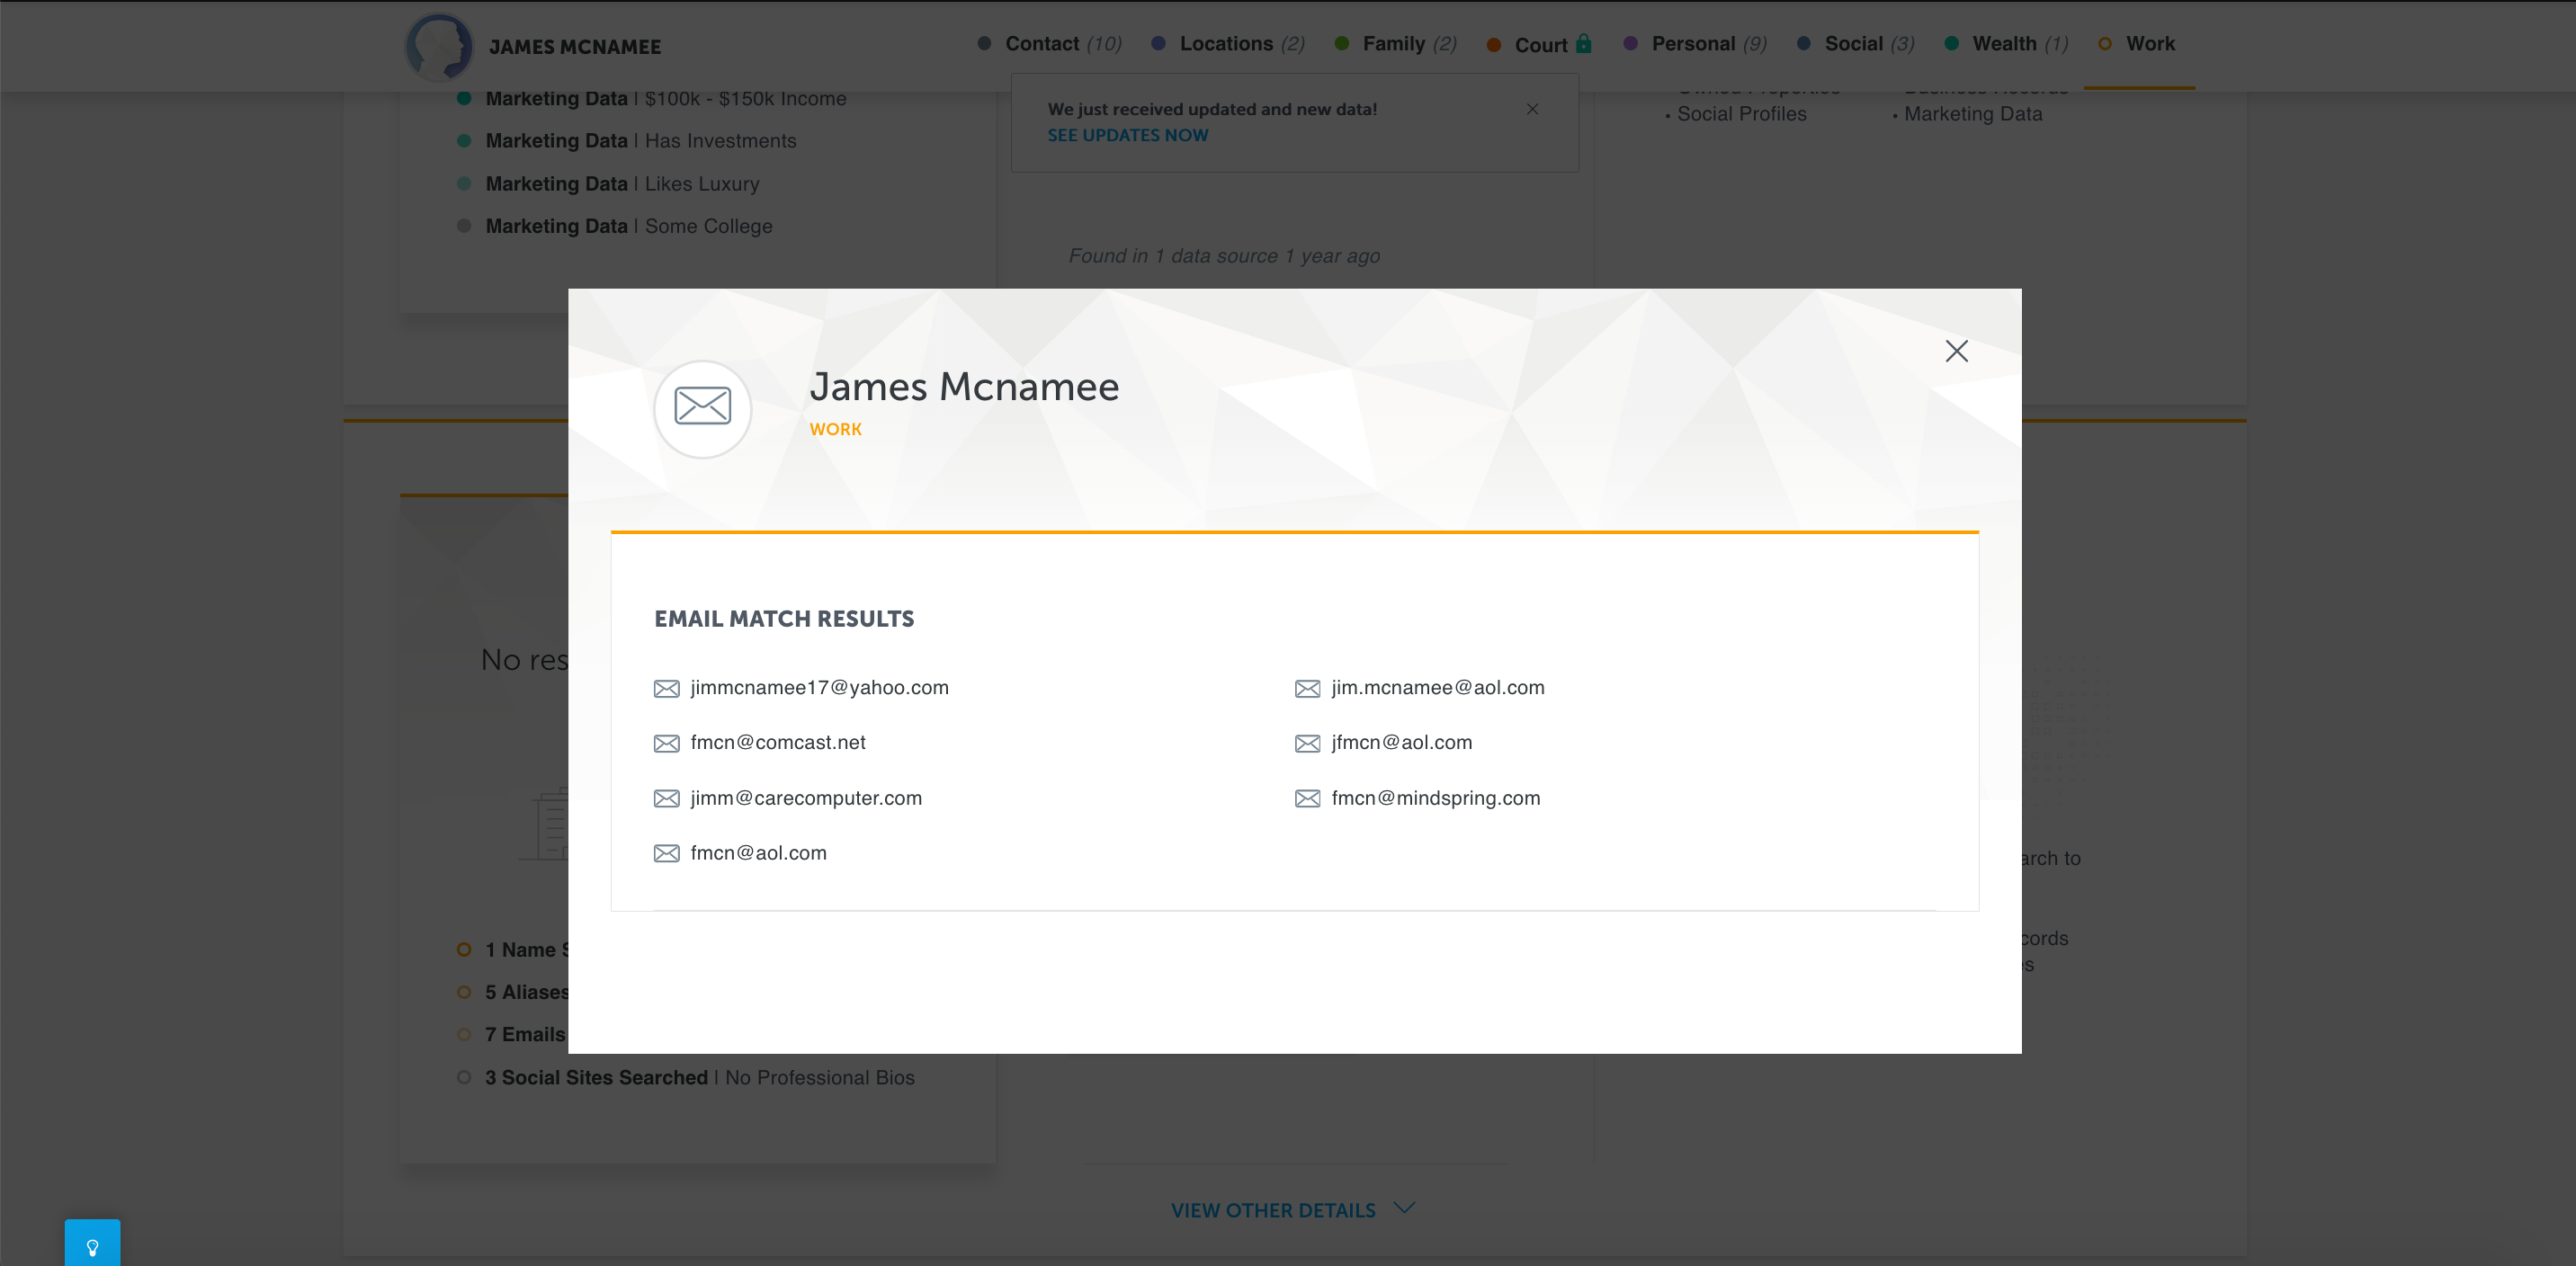 JAMES MCNAMEE
Contact (10)
Locations (2)
Family (2)
Court
Personal (9)
Social (3)
Wealth (1)
Work
Marketing Data | $100k - $150k Income
Marketing Data | Has Investments
Marketing Data | Likes Luxury
Marketing Data | Some College
We just received updated and new data!
SEE UPDATES NOW
Found in 1 data source 1 year ago
• Social Profiles
• Marketing Data
James Mcnamee
WORK
EMAIL MATCH RESULTS
jimmcnamee17@yahoo.com
jim.mcnamee@aol.com
fmcn@comcast.net
jfmcn@aol.com
jimm@carecomputer.com
fmcn@mindspring.com
fmcn@aol.com
No res
arch to
cords
s
1 Name S
5 Aliases
7 Emails
3 Social Sites Searched | No Professional Bios
VIEW OTHER DETAILS